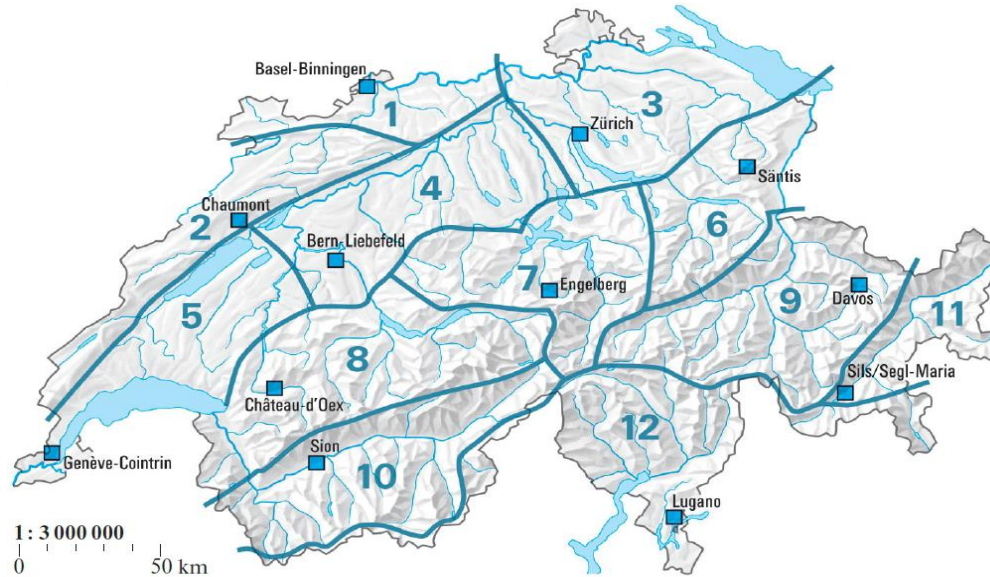 Basel-Binningen
1
3
Zürich
4
Säntis
Chaumont
2
6
Bern-Liebefeld
7
Engelberg
5
9
Davos
11
8
Sils/Segl-Maria
Château-d'Oex
12
Sion
10
Genève-Cointrin
Lugano
1 : 3 000 000
0 50 km